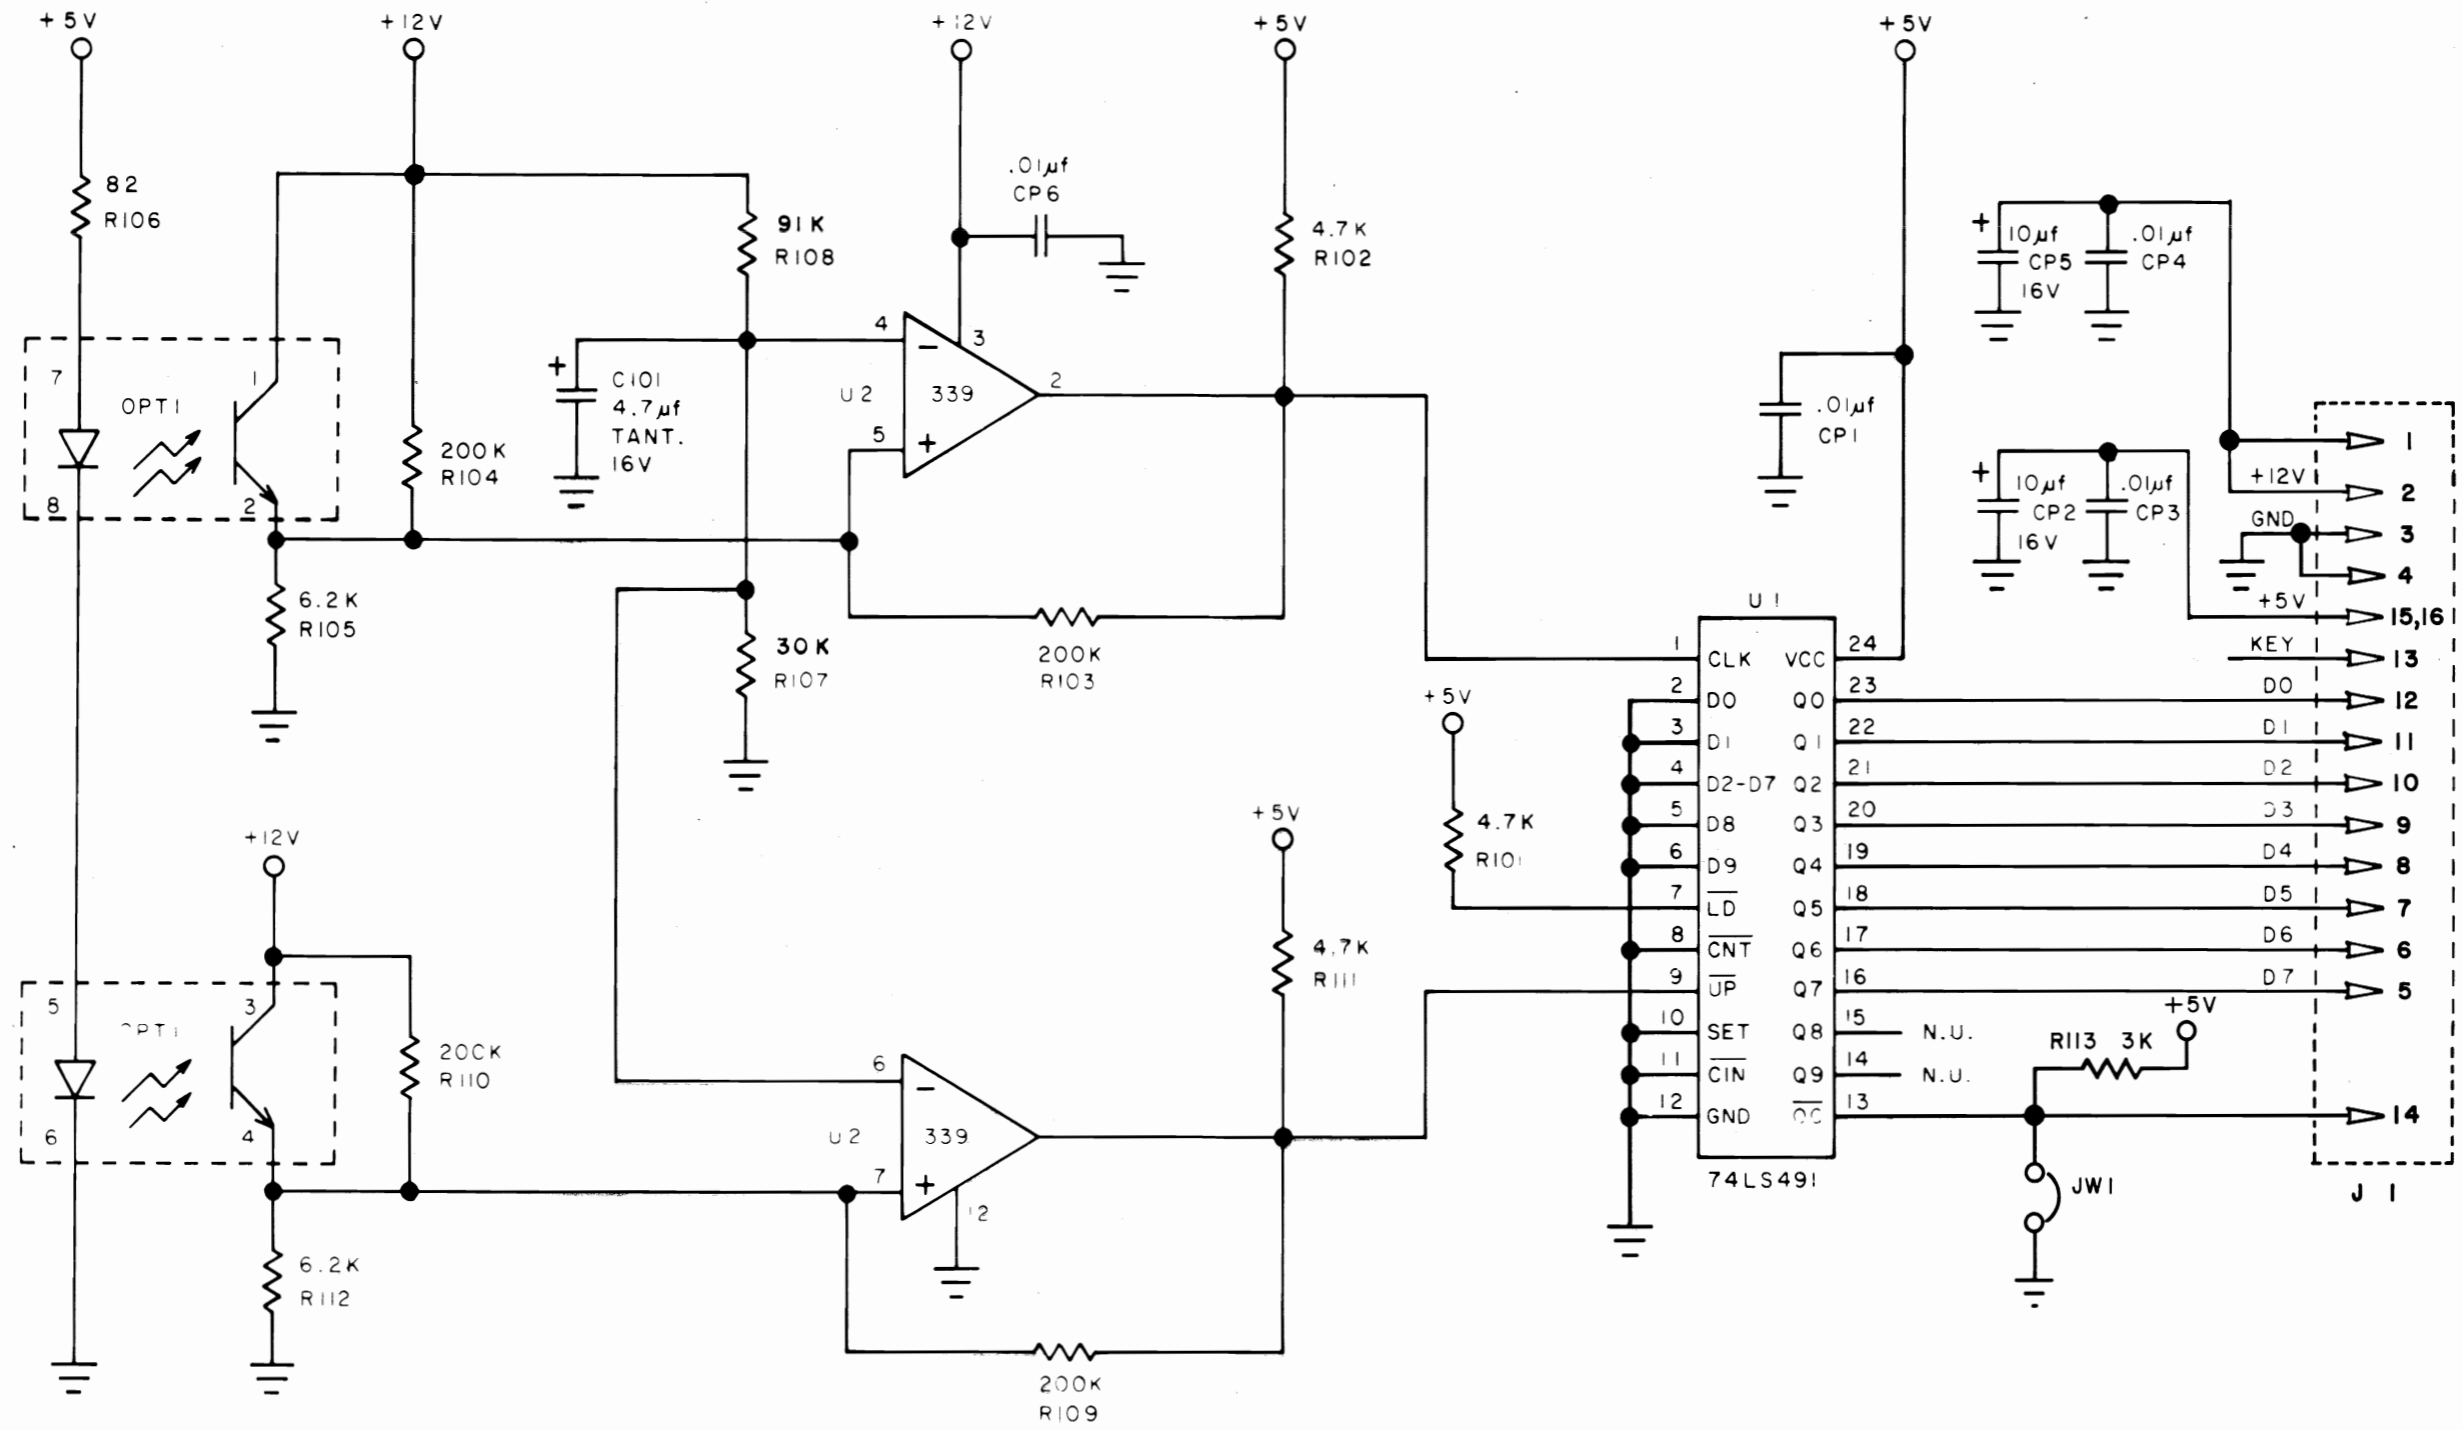 +5V
+12V
+12V
+5V
+5V
82
R106
91K
R108
.01µf
CP6
4.7K
R102
+
10µf
CP5
16V
.01µf
CP4
7
OPT1
1
8
2
200K
R104
+
C101
4.7µf
TANT.
16V
4
−
3
U2
339
2
5
+
.01µf
CP1
+
10µf
CP2
16V
.01µf
CP3
1
+12V
2
GND
3
4
+5V
15,16
KEY
13
6.2K
R105
30K
R107
200K
R103
U1
1 CLK VCC 24
2 D0 Q0 23 D0 12
3 D1 Q1 22 D1 11
4 D2-D7 Q2 21 D2 10
5 D8 Q3 20 D3 9
6 D9 Q4 19 D4 8
7 LD Q5 18 D5 7
8 CNT Q6 17 D6 6
9 UP Q7 16 D7 5
10 SET Q8 15 N.U.
11 CIN Q9 14 N.U.
12 GND OC 13
14
74LS491
J1
+5V
4.7K
R101
+5V
R113 3K
JW1
+12V
5
3
OPT1
6
4
200K
R110
+5V
4.7K
R111
6
−
U2
339
7
+
12
6.2K
R112
200K
R109